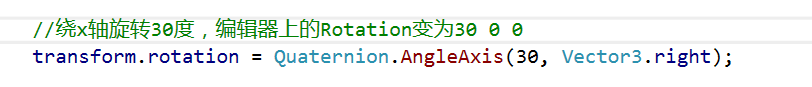 //绕x轴旋转30度，编辑器上的Rotation变为30 0 0
transform.rotation = Quaternion.AngleAxis(30, Vector3.right);